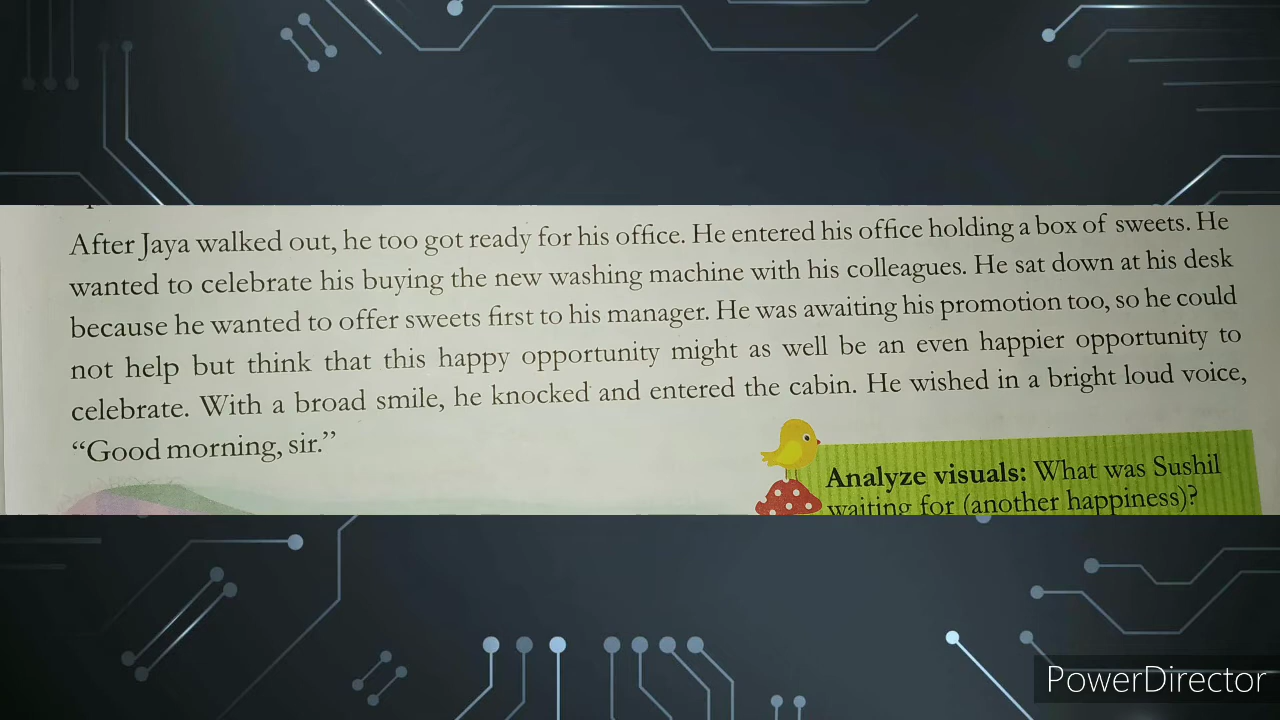 After Jaya walked out, he too got ready for his office. He entered his office holding a box of sweets. He
wanted to celebrate his buying the new washing machine with his colleagues. He sat down at his desk
because he wanted to offer sweets first to his manager. He was awaiting his promotion too, so he could
not help but think that this happy opportunity might as well be an even happier opportunity to
celebrate. With a broad smile, he knocked and entered the cabin. He wished in a bright loud voice,
“Good morning, sir.”
Analyze visuals: What was Sushil
waiting for (another happiness)?
PowerDirector